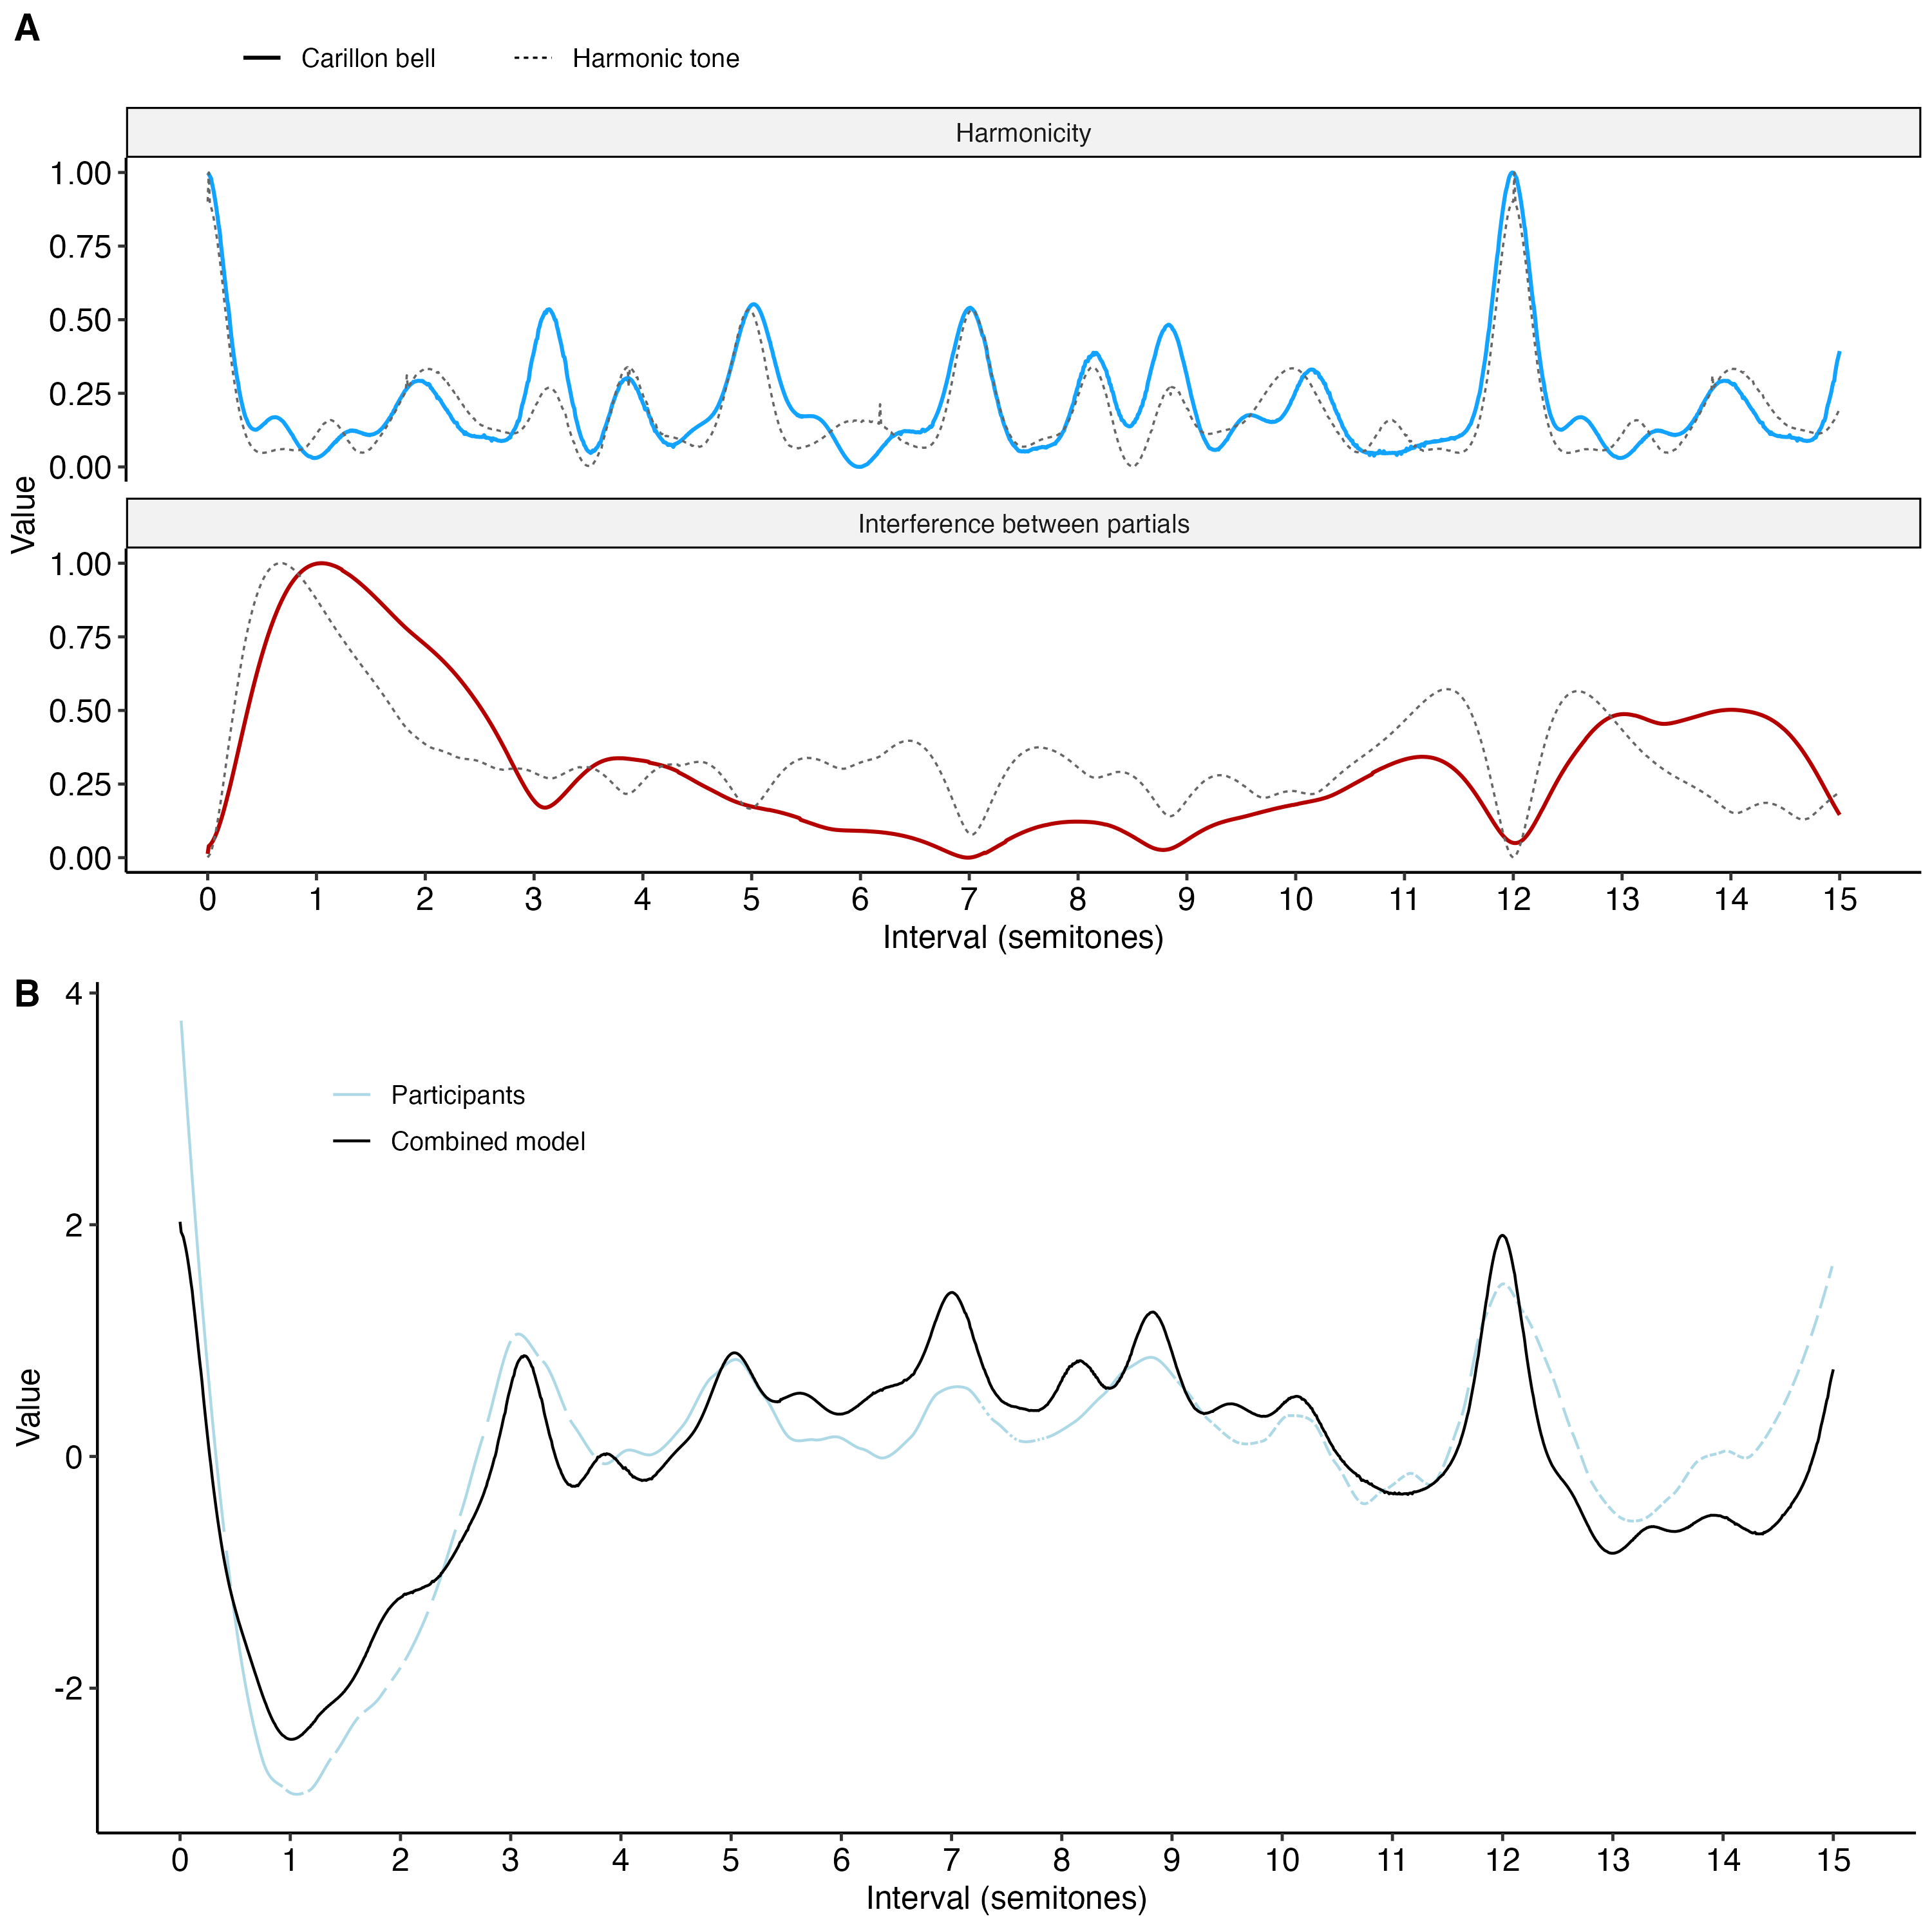 A
Carillon bell Harmonic tone
Harmonicity
1.00
0.75
0.50
0.25
0.00
Value
Interference between partials
1.00
0.75
0.50
0.25
0.00
0 1 2 3 4 5 6 7 8 9 10 11 12 13 14 15
Interval (semitones)
B
4
2
0
-2
Value
Participants
Combined model
0 1 2 3 4 5 6 7 8 9 10 11 12 13 14 15
Interval (semitones)